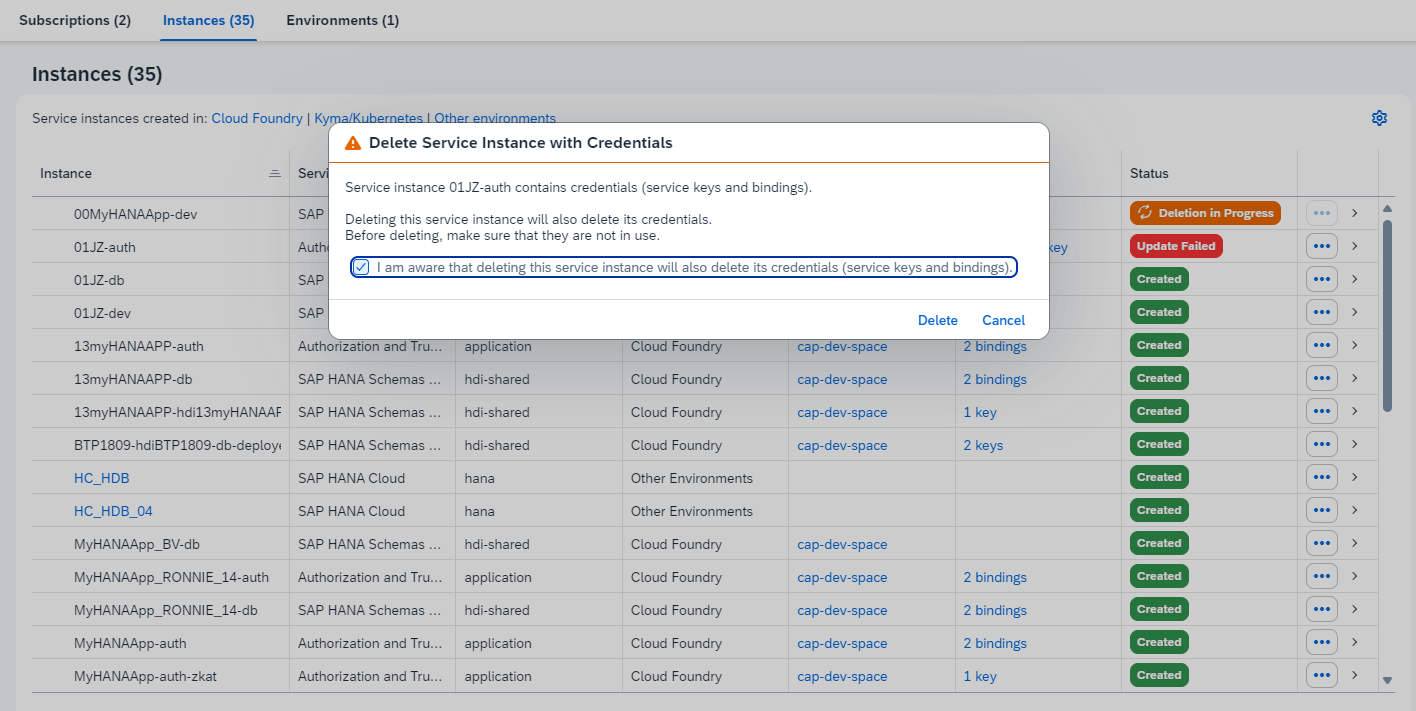 Subscriptions (2) Instances (35) Environments (1)
Instances (35)
Service instances created in: Cloud Foundry | Kyma/Kubernetes | Other environments
Delete Service Instance with Credentials
Service instance 01JZ-auth contains credentials (service keys and bindings).
Deleting this service instance will also delete its credentials.
Before deleting, make sure that they are not in use.
I am aware that deleting this service instance will also delete its credentials (service keys and bindings).
Delete Cancel
Instance Servi Status
00MyHANAApp-dev SAP Deletion in Progress
01JZ-auth Autho key Update Failed
01JZ-db SAP Created
01JZ-dev SAP Created
13myHANAAPP-auth Authorization and Tru... application Cloud Foundry cap-dev-space 2 bindings Created
13myHANAAPP-db SAP HANA Schemas ... hdi-shared Cloud Foundry cap-dev-space 2 bindings Created
13myHANAAPP-hdi13myHANAAP SAP HANA Schemas ... hdi-shared Cloud Foundry cap-dev-space 1 key Created
BTP1809-hdiBTP1809-db-deploye SAP HANA Schemas ... hdi-shared Cloud Foundry cap-dev-space 2 keys Created
HC_HDB SAP HANA Cloud hana Other Environments Created
HC_HDB_04 SAP HANA Cloud hana Other Environments Created
MyHANAApp_BV-db SAP HANA Schemas ... hdi-shared Cloud Foundry cap-dev-space Created
MyHANAApp_RONNIE_14-auth Authorization and Tru... application Cloud Foundry cap-dev-space 2 bindings Created
MyHANAApp_RONNIE_14-db SAP HANA Schemas ... hdi-shared Cloud Foundry cap-dev-space 2 bindings Created
MyHANAApp-auth Authorization and Tru... application Cloud Foundry cap-dev-space 2 bindings Created
MyHANAApp-auth-zkat Authorization and Tru... application Cloud Foundry cap-dev-space 1 key Created